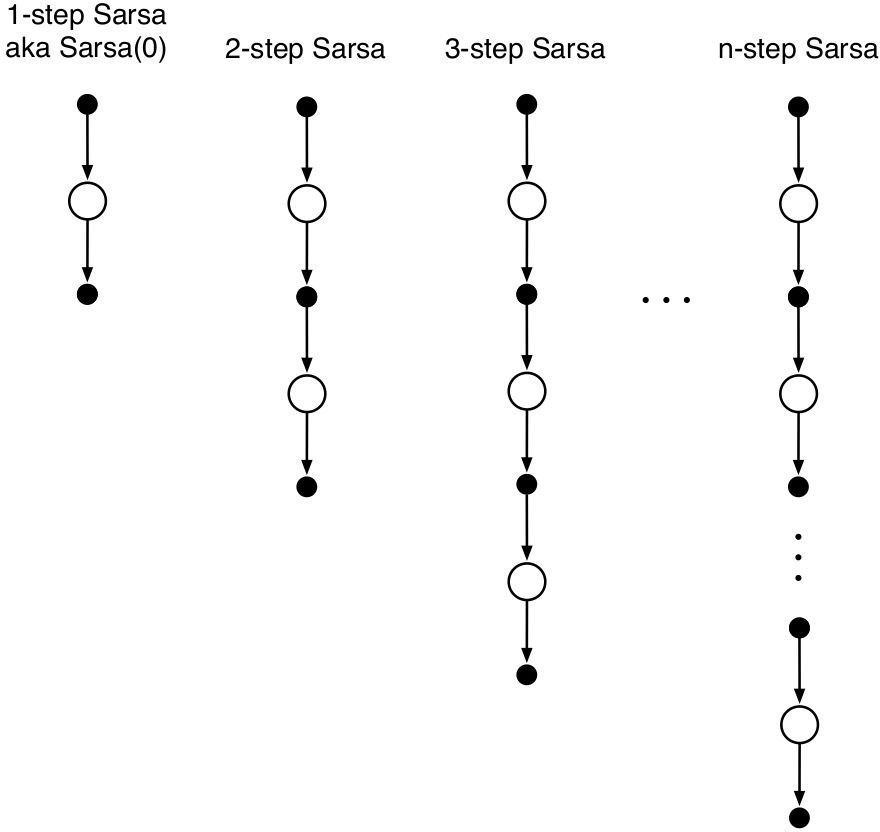 1-step Sarsa
aka Sarsa(0)
2-step Sarsa
3-step Sarsa
n-step Sarsa
. . .